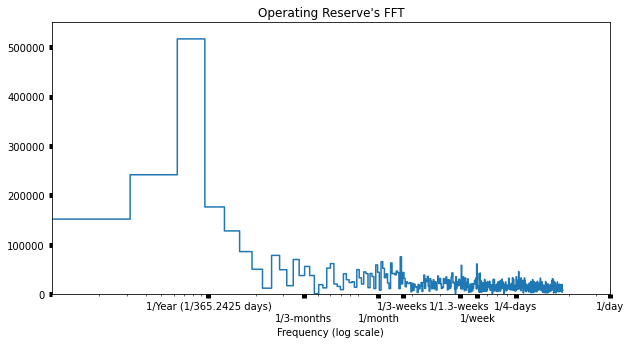 Operating Reserve's FFT
500000
400000
300000
200000
100000
0
1/Year (1/365.2425 days)
1/3-weeks
1/1.3-weeks
1/4-days
1/day
1/3-months
1/month
1/week
Frequency (log scale)